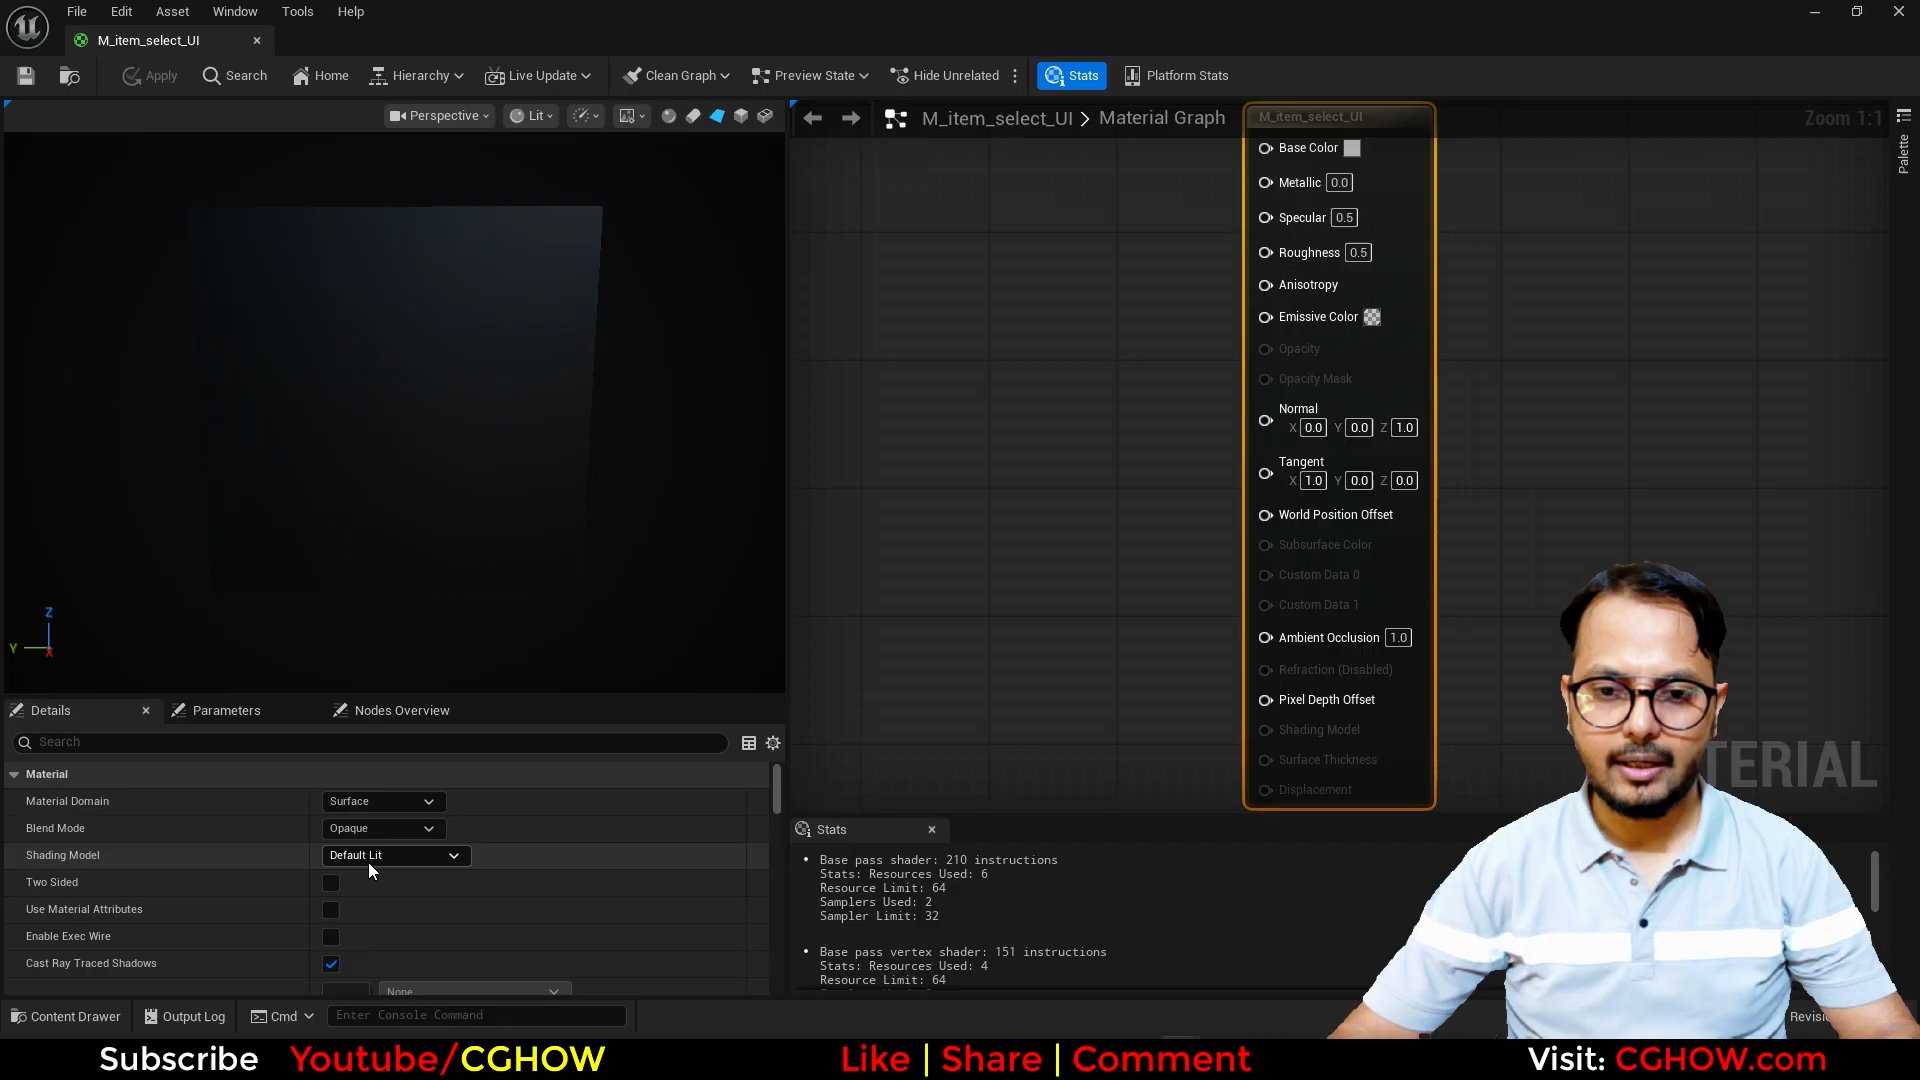 File Edit Asset Window Tools Help
M_item_select_UI
Apply Search Home Hierarchy Live Update Clean Graph Preview State Hide Unrelated Stats Platform Stats
Perspective Lit
M_item_select_UI > Material Graph
Zoom 1:1
Palette
M_item_select_UI
Base Color
Metallic 0.0
Specular 0.5
Roughness 0.5
Anisotropy
Emissive Color
Opacity
Opacity Mask
Normal
X 0.0 Y 0.0 Z 1.0
Tangent
X 1.0 Y 0.0 Z 0.0
World Position Offset
Subsurface Color
Custom Data 0
Custom Data 1
Ambient Occlusion 1.0
Refraction (Disabled)
Pixel Depth Offset
Shading Model
Surface Thickness
Displacement
TERIAL
Z
Y
X
Details Parameters Nodes Overview
Search
Material
Material Domain Surface
Blend Mode Opaque
Shading Model Default Lit
Two Sided
Use Material Attributes
Enable Exec Wire
Cast Ray Traced Shadows
None
Stats
Base pass shader: 210 instructions
Stats: Resources Used: 6
Resource Limit: 64
Samplers Used: 2
Sampler Limit: 32
Base pass vertex shader: 151 instructions
Stats: Resources Used: 4
Resource Limit: 64
Content Drawer Output Log Cmd Enter Console Command
Subscribe Youtube/CGHOW Like | Share | Comment Visit: CGHOW.com